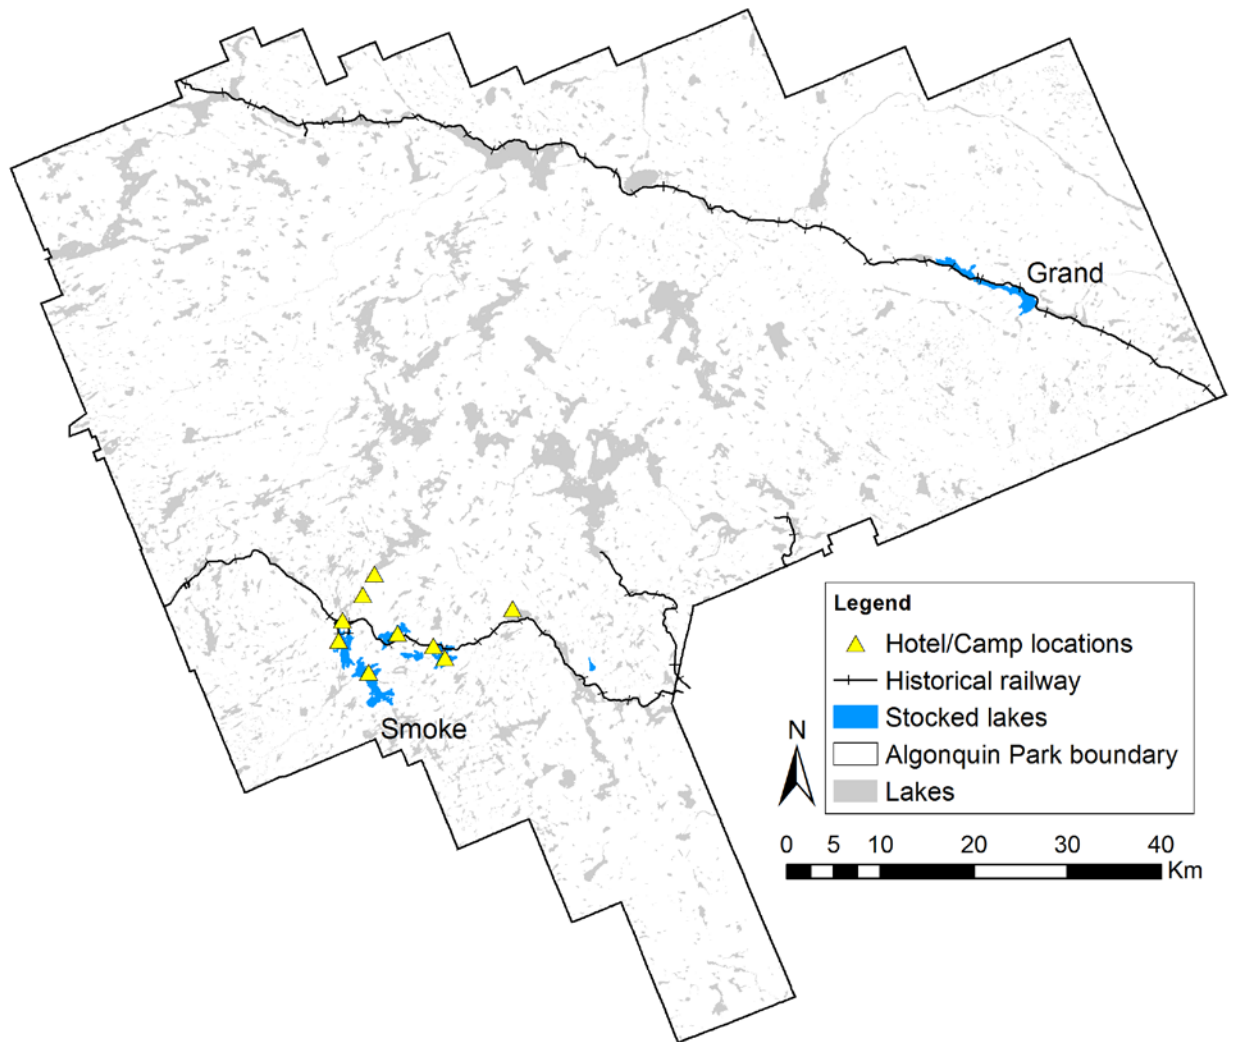 Grand
Smoke
Legend
Hotel/Camp locations
Historical railway
Stocked lakes
Algonquin Park boundary
Lakes
N
0 5 10 20 30 40
Km